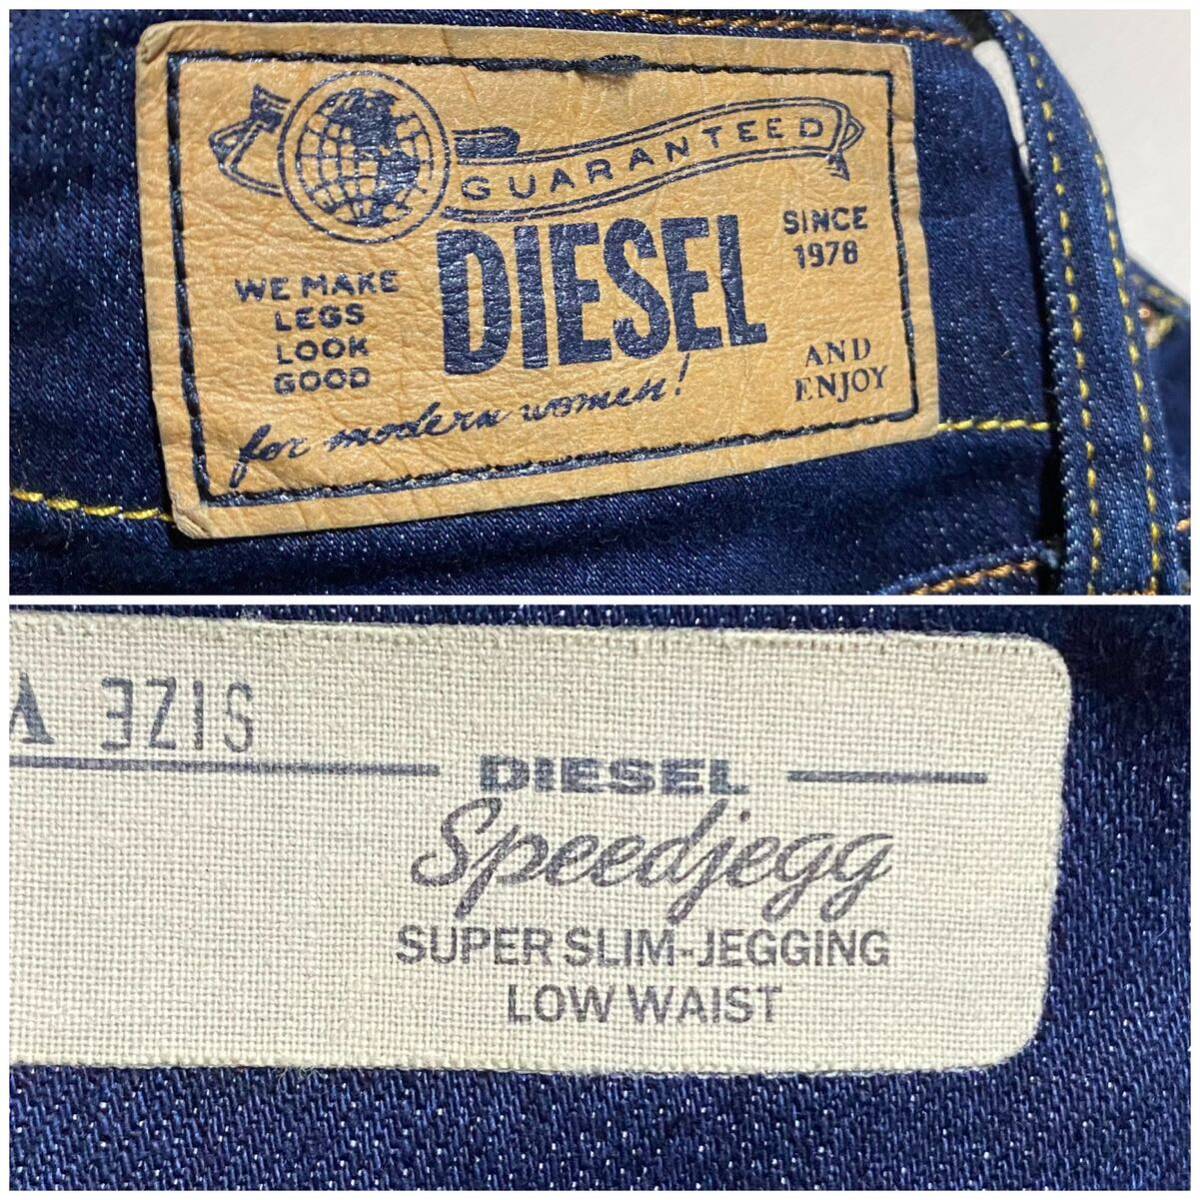 GUARANTEED
DIESEL
SINCE
1978
WE MAKE
LEGS
LOOK
GOOD
AND
ENJOY
for modern women!
SIZE
DIESEL
Speedjegg
SUPER SLIM-JEGGING
LOW WAIST